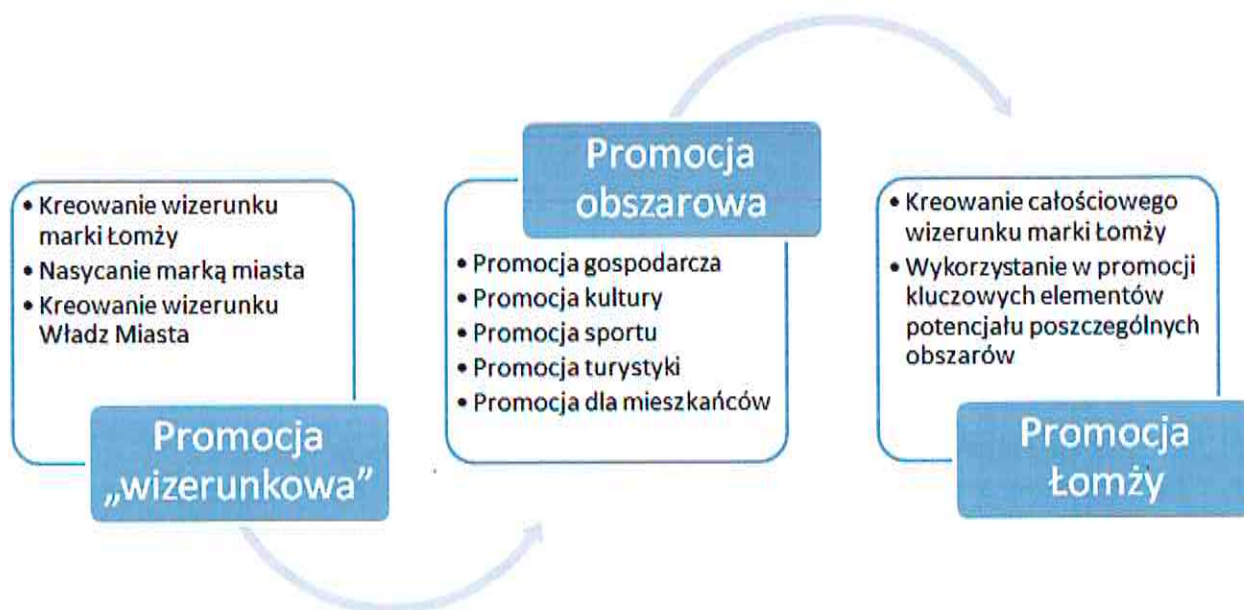 • Kreowanie wizerunku
marki Łomży
• Nasycanie marką miasta
• Kreowanie wizerunku
Władz Miasta
Promocja
„wizerunkowa”
Promocja
obszarowa
• Promocja gospodarcza
• Promocja kultury
• Promocja sportu
• Promocja turystyki
• Promocja dla mieszkańców
• Kreowanie całościowego
wizerunku marki Łomży
• Wykorzystanie w promocji
kluczowych elementów
potencjału poszczególnych
obszarów
Promocja
Łomży